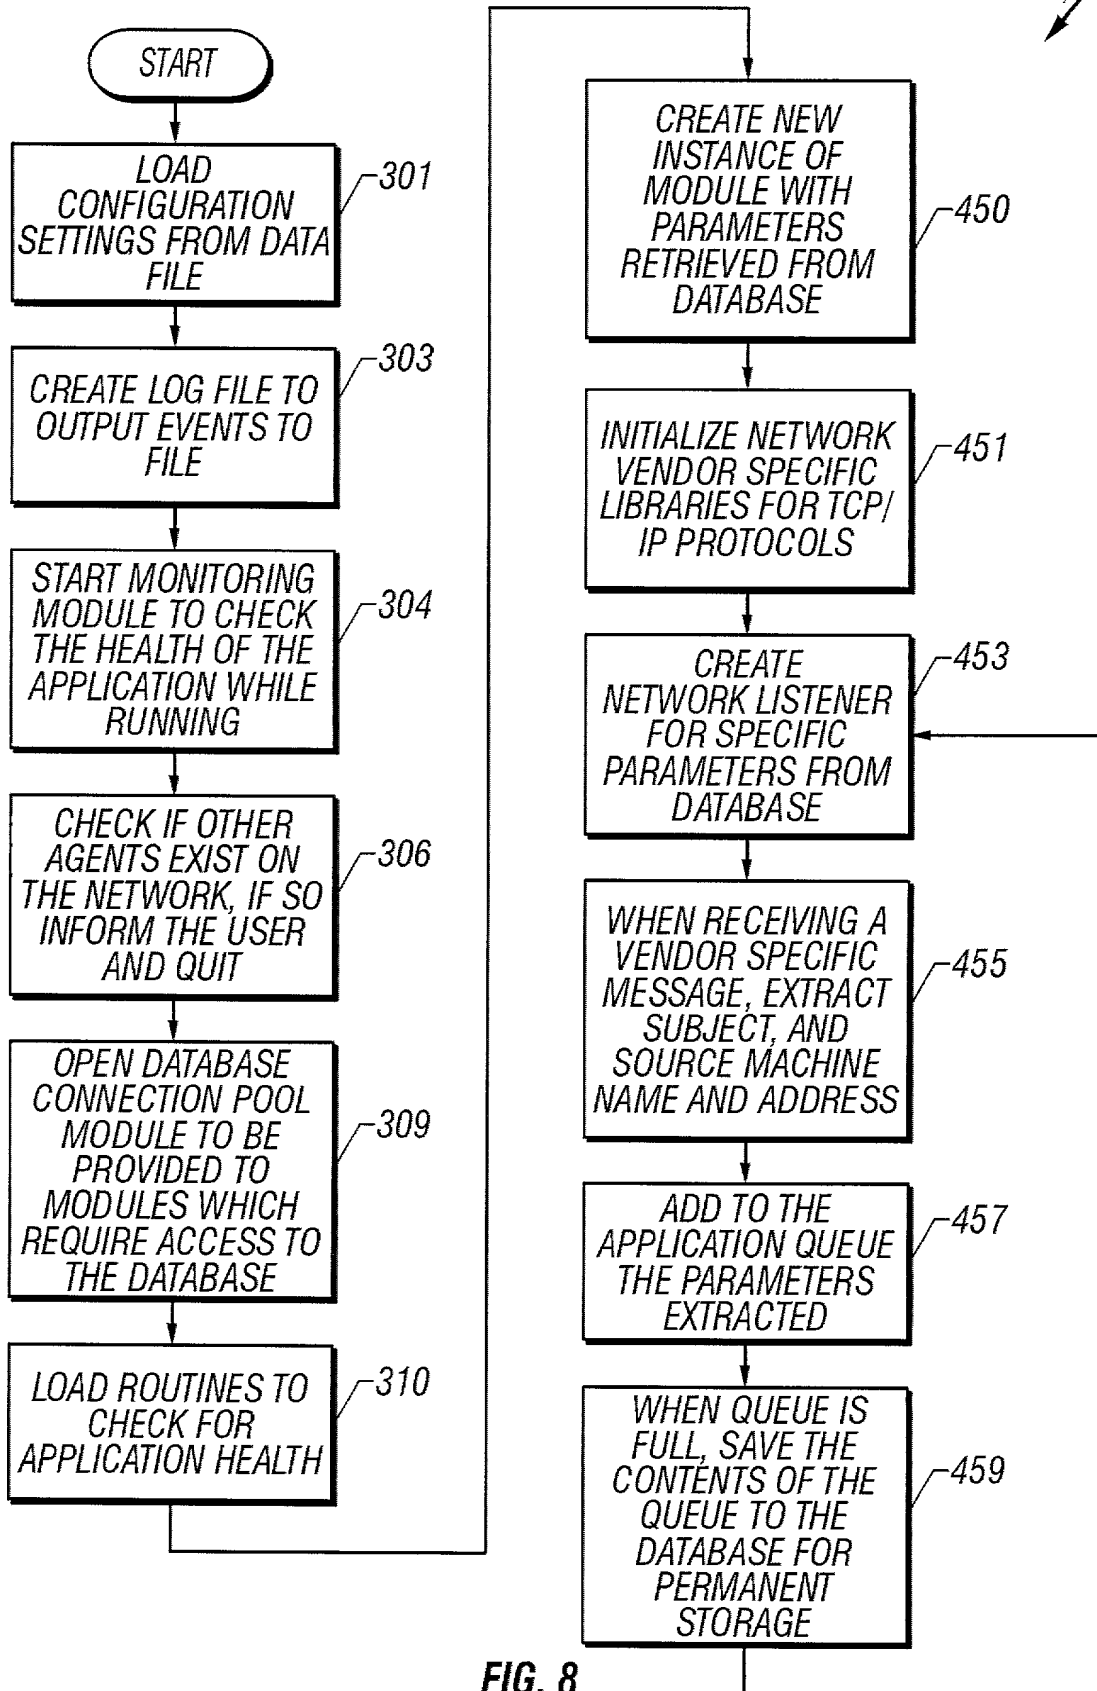 START
LOAD
CONFIGURATION
SETTINGS FROM DATA
FILE
301
CREATE LOG FILE TO
OUTPUT EVENTS TO
FILE
303
START MONITORING
MODULE TO CHECK
THE HEALTH OF THE
APPLICATION WHILE
RUNNING
304
CHECK IF OTHER
AGENTS EXIST ON
THE NETWORK, IF SO
INFORM THE USER
AND QUIT
306
OPEN DATABASE
CONNECTION POOL
MODULE TO BE
PROVIDED TO
MODULES WHICH
REQUIRE ACCESS TO
THE DATABASE
309
LOAD ROUTINES TO
CHECK FOR
APPLICATION HEALTH
310
CREATE NEW
INSTANCE OF
MODULE WITH
PARAMETERS
RETRIEVED FROM
DATABASE
450
INITIALIZE NETWORK
VENDOR SPECIFIC
LIBRARIES FOR TCP/
IP PROTOCOLS
451
CREATE
NETWORK LISTENER
FOR SPECIFIC
PARAMETERS FROM
DATABASE
453
WHEN RECEIVING A
VENDOR SPECIFIC
MESSAGE, EXTRACT
SUBJECT, AND
SOURCE MACHINE
NAME AND ADDRESS
455
ADD TO THE
APPLICATION QUEUE
THE PARAMETERS
EXTRACTED
457
WHEN QUEUE IS
FULL, SAVE THE
CONTENTS OF THE
QUEUE TO THE
DATABASE FOR
PERMANENT
STORAGE
459
FIG. 8